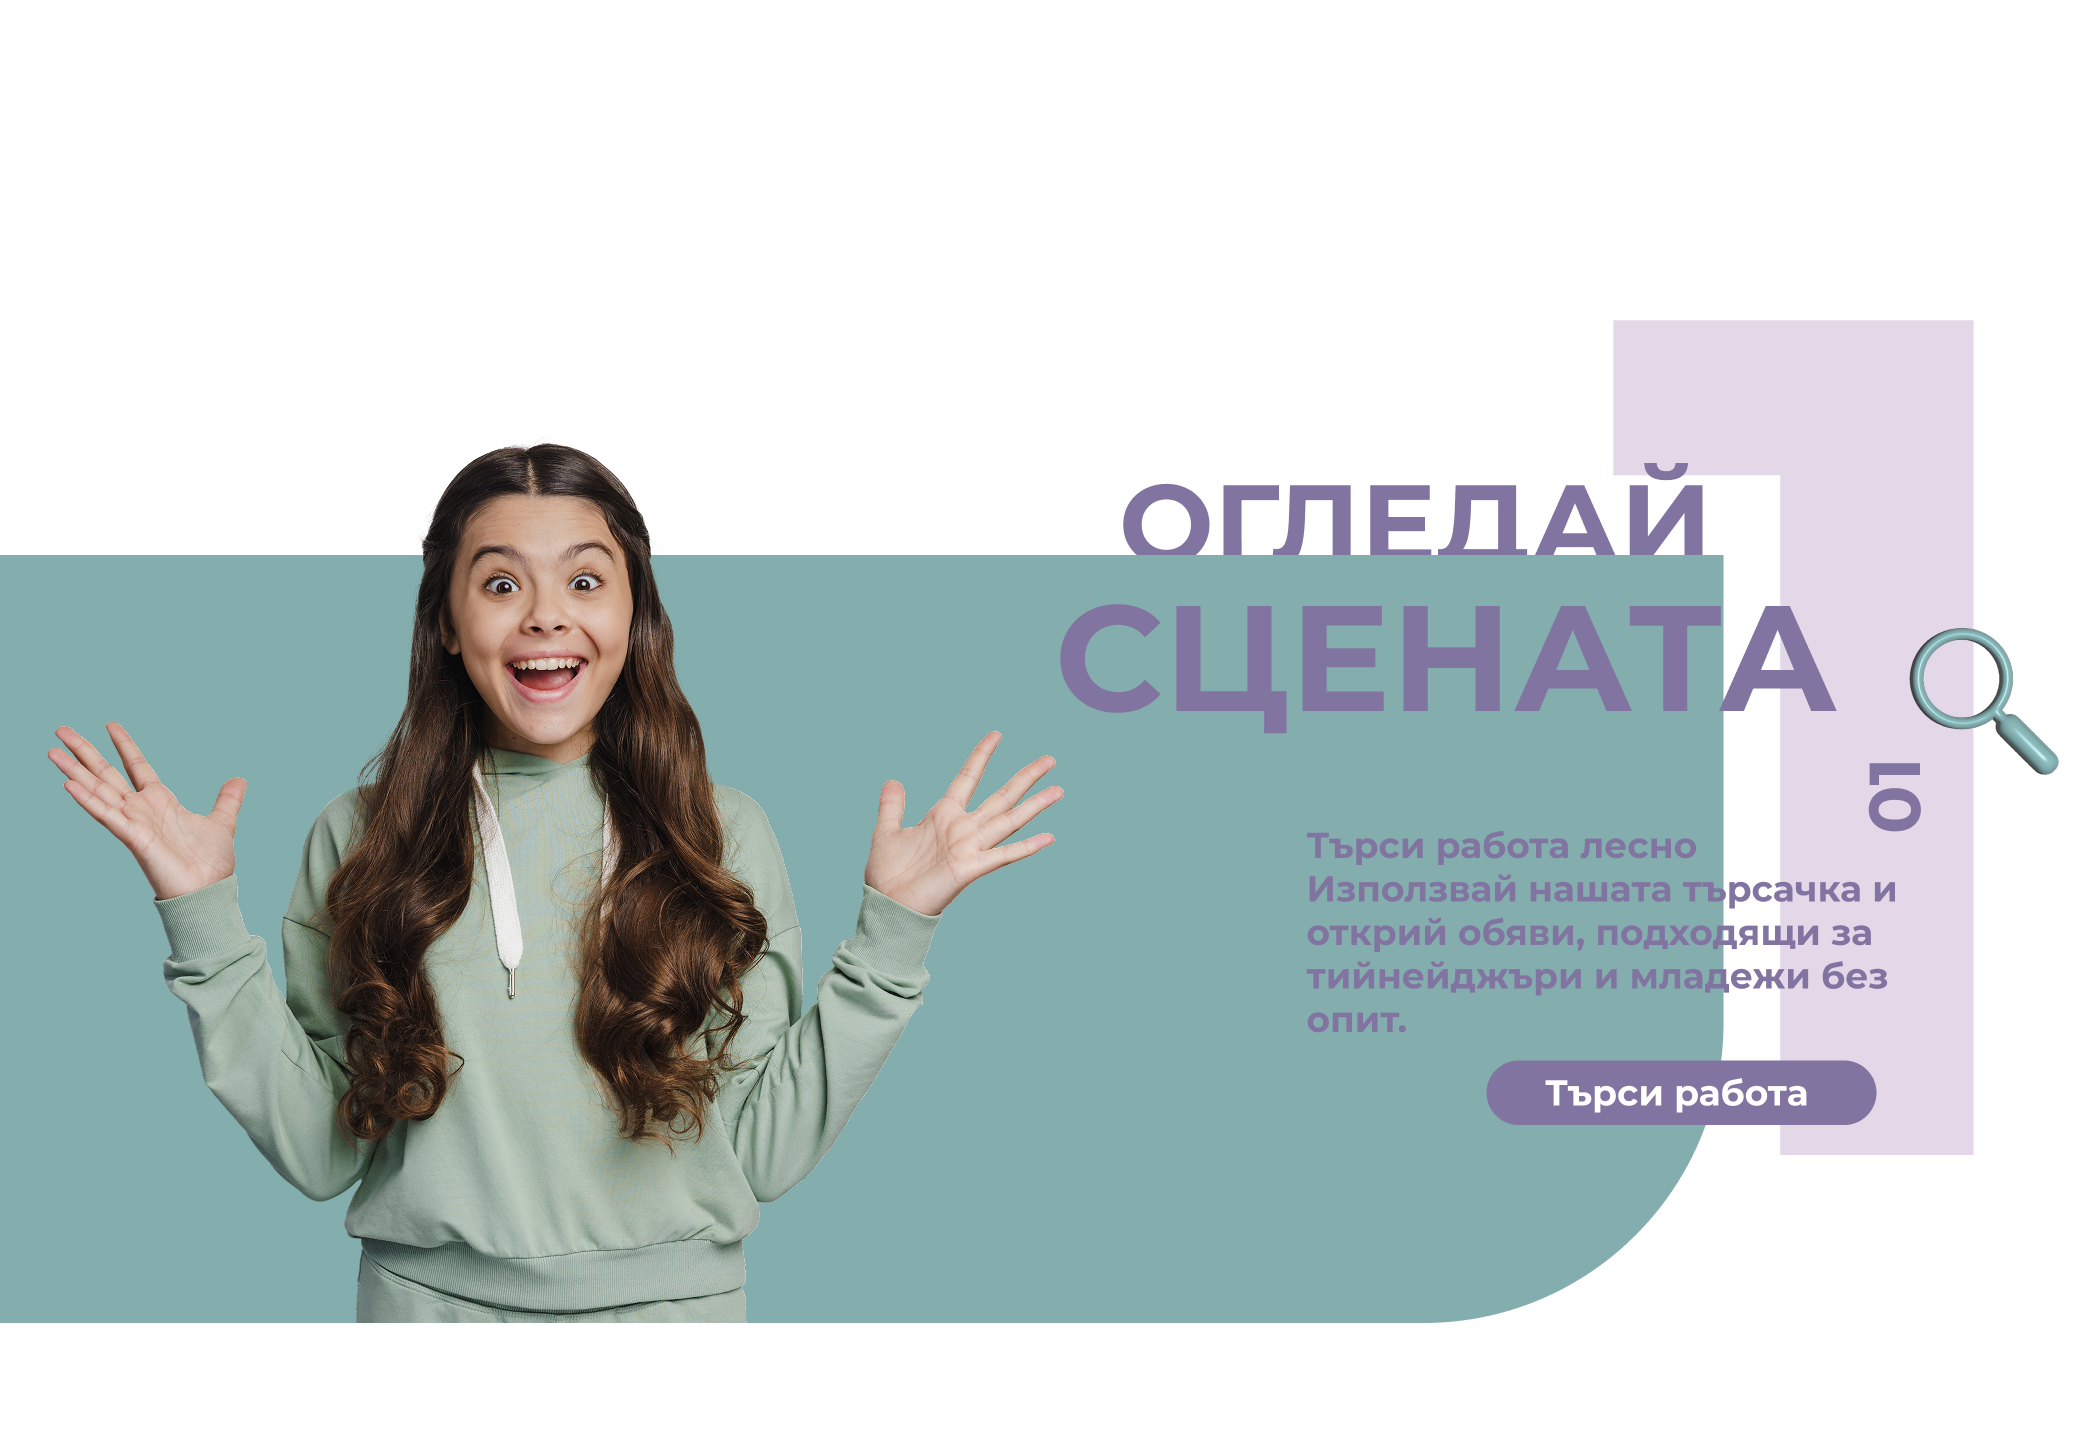 ОГЛЕДАЙ
СЦЕНАТА
01
Търси работа лесно
Използвай нашата търсачка и
открий обяви, подходящи за
тийнейджъри и младежи без
опит.
Търси работа